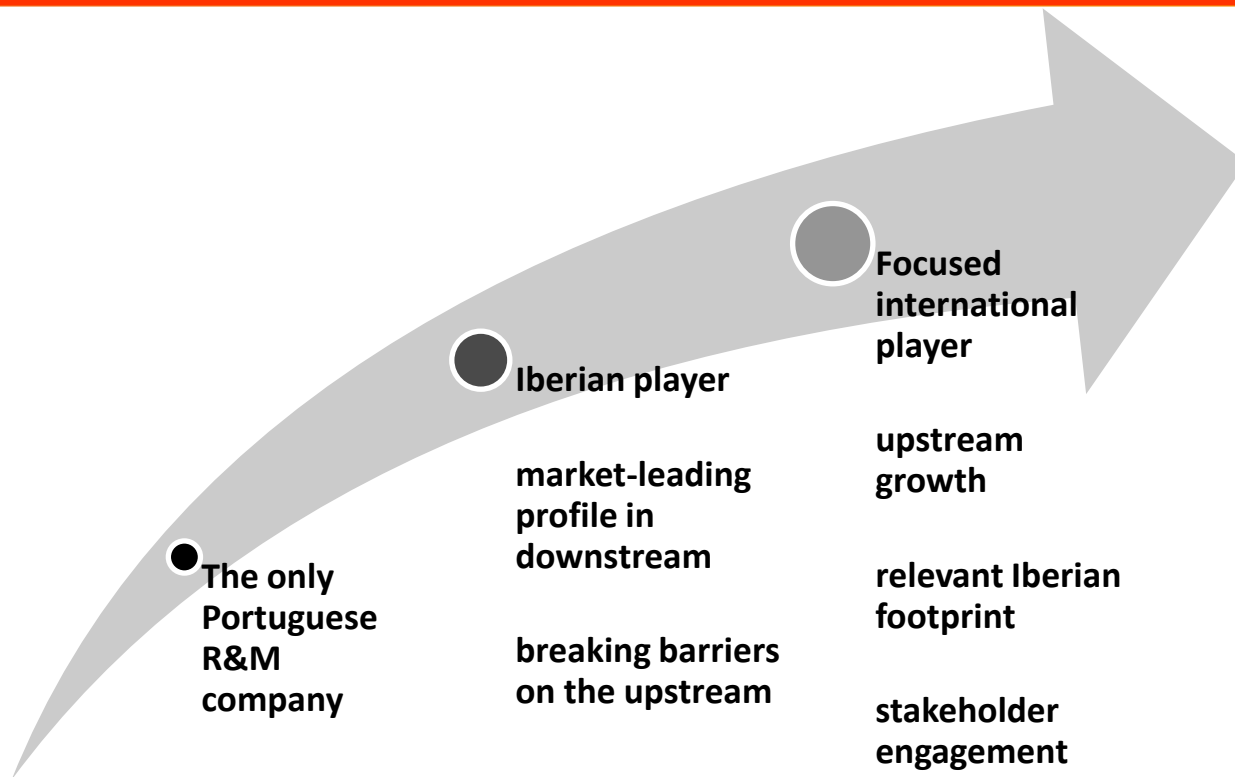 The only
Portuguese
R&M
company
Iberian player
market-leading
profile in
downstream
breaking barriers
on the upstream
Focused
international
player
upstream
growth
relevant Iberian
footprint
stakeholder
engagement